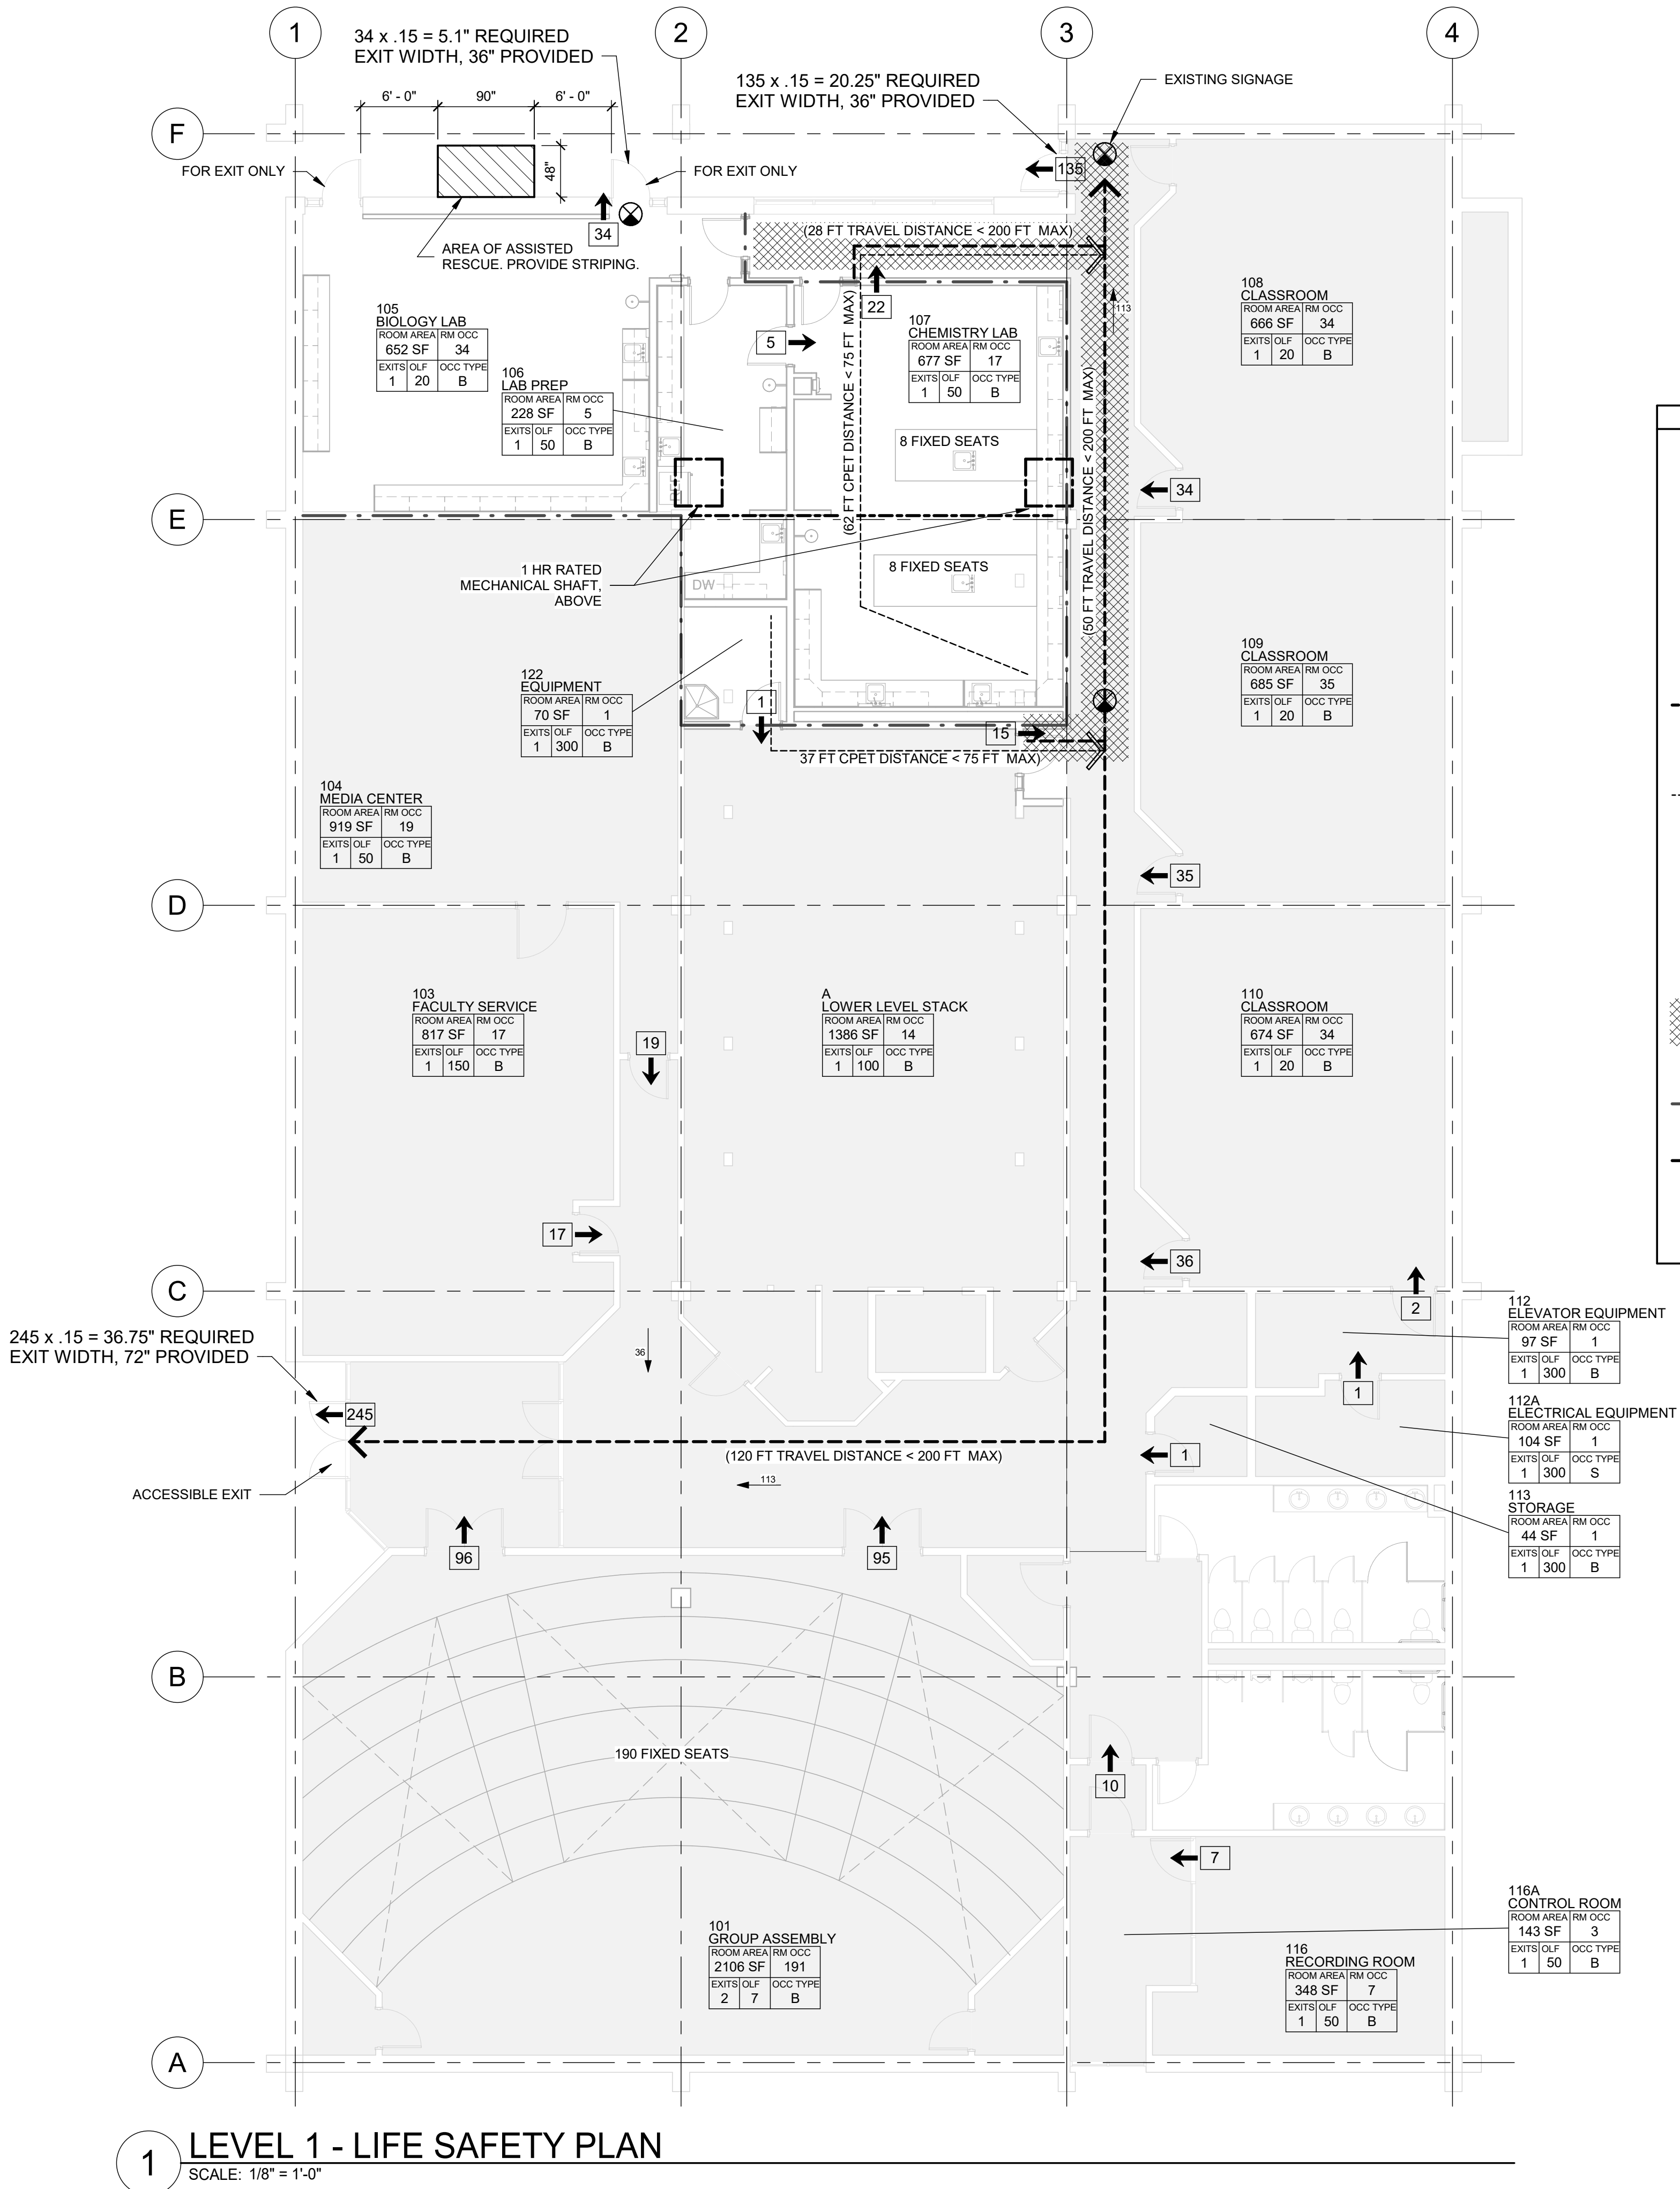 1
2
3
4
34 x .15 = 5.1" REQUIRED
EXIT WIDTH, 36" PROVIDED
135 x .15 = 20.25" REQUIRED
EXIT WIDTH, 36" PROVIDED
EXISTING SIGNAGE
6' - 0"
90"
6' - 0"
F
FOR EXIT ONLY
48"
FOR EXIT ONLY
135
34
AREA OF ASSISTED
RESCUE. PROVIDE STRIPING.
(28 FT TRAVEL DISTANCE < 200 FT MAX)
22
113
105
BIOLOGY LAB
ROOM AREA RM OCC
652 SF 34
EXITS OLF OCC TYPE
1 20 B
5
107
CHEMISTRY LAB
ROOM AREA RM OCC
677 SF 17
EXITS OLF OCC TYPE
1 50 B
108
CLASSROOM
ROOM AREA RM OCC
666 SF 34
EXITS OLF OCC TYPE
1 20 B
106
LAB PREP
ROOM AREA RM OCC
228 SF 5
EXITS OLF OCC TYPE
1 50 B
(62 FT CPET DISTANCE < 75 FT MAX)
(50 FT TRAVEL DISTANCE < 200 FT MAX)
8 FIXED SEATS
34
E
1 HR RATED
MECHANICAL SHAFT,
ABOVE
DW
8 FIXED SEATS
109
CLASSROOM
ROOM AREA RM OCC
685 SF 35
EXITS OLF OCC TYPE
1 20 B
122
EQUIPMENT
ROOM AREA RM OCC
70 SF 1
EXITS OLF OCC TYPE
1 300 B
1
15
37 FT CPET DISTANCE < 75 FT MAX)
104
MEDIA CENTER
ROOM AREA RM OCC
919 SF 19
EXITS OLF OCC TYPE
1 50 B
35
D
103
FACULTY SERVICE
ROOM AREA RM OCC
817 SF 17
EXITS OLF OCC TYPE
1 150 B
19
A
LOWER LEVEL STACK
ROOM AREA RM OCC
1386 SF 14
EXITS OLF OCC TYPE
1 100 B
110
CLASSROOM
ROOM AREA RM OCC
674 SF 34
EXITS OLF OCC TYPE
1 20 B
17
36
C
2
245 x .15 = 36.75" REQUIRED
EXIT WIDTH, 72" PROVIDED
36
112
ELEVATOR EQUIPMENT
ROOM AREA RM OCC
97 SF 1
EXITS OLF OCC TYPE
1 300 B
1
245
(120 FT TRAVEL DISTANCE < 200 FT MAX)
1
112A
ELECTRICAL EQUIPMENT
ROOM AREA RM OCC
104 SF 1
EXITS OLF OCC TYPE
1 300 S
113
ACCESSIBLE EXIT
113
STORAGE
ROOM AREA RM OCC
44 SF 1
EXITS OLF OCC TYPE
1 300 B
96
95
B
190 FIXED SEATS
10
7
101
GROUP ASSEMBLY
ROOM AREA RM OCC
2106 SF 191
EXITS OLF OCC TYPE
2 7 B
116
RECORDING ROOM
ROOM AREA RM OCC
348 SF 7
EXITS OLF OCC TYPE
1 50 B
116A
CONTROL ROOM
ROOM AREA RM OCC
143 SF 3
EXITS OLF OCC TYPE
1 50 B
A
1
LEVEL 1 - LIFE SAFETY PLAN
SCALE: 1/8" = 1'-0"